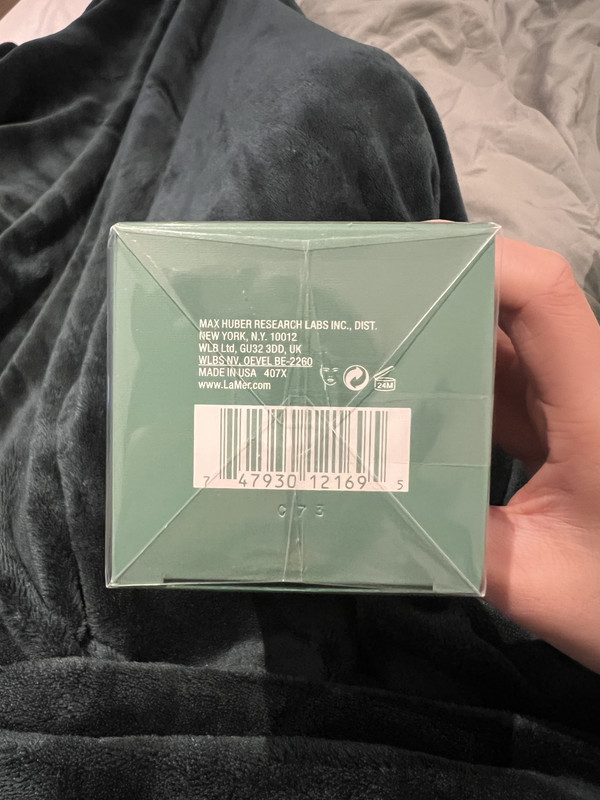 MAX HUBER RESEARCH LABS INC., DIST.
NEW YORK, N.Y. 10012
WLB Ltd, GU32 3DD, UK
WLBS NV, OEVEL BE-2260
MADE IN USA 407X
www.LaMer.com
24M
7 47930 12169 5
C73